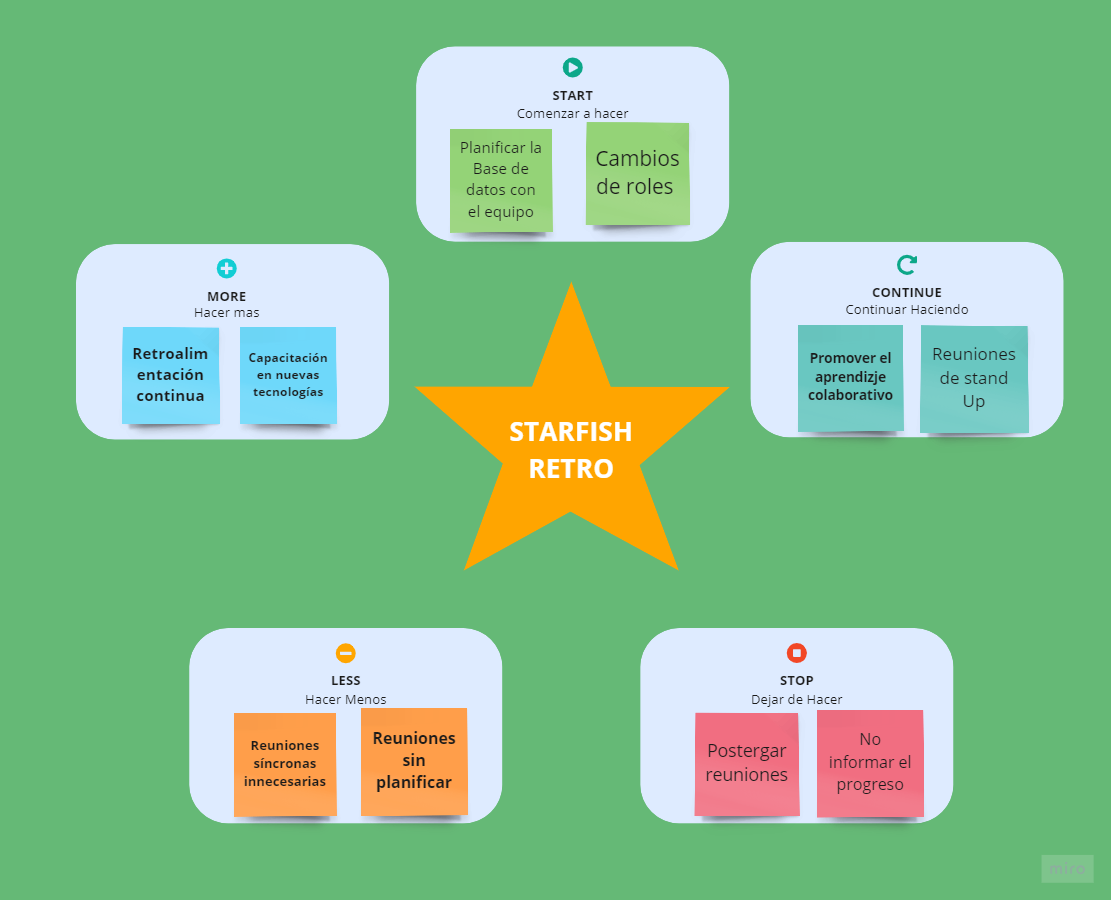 START
Comenzar a hacer
Planificar la
Base de
datos con
el equipo
Cambios
de roles
MORE
Hacer mas
Retroalim
entación
continua
Capacitación
en nuevas
tecnologías
CONTINUE
Continuar Haciendo
Promover el
aprendizje
colaborativo
Reuniones
de stand
Up
STARFISH
RETRO
LESS
Hacer Menos
Reuniones
síncronas
innecesarias
Reuniones
sin
planificar
STOP
Dejar de Hacer
Postergar
reuniones
No
informar el
progreso
miro